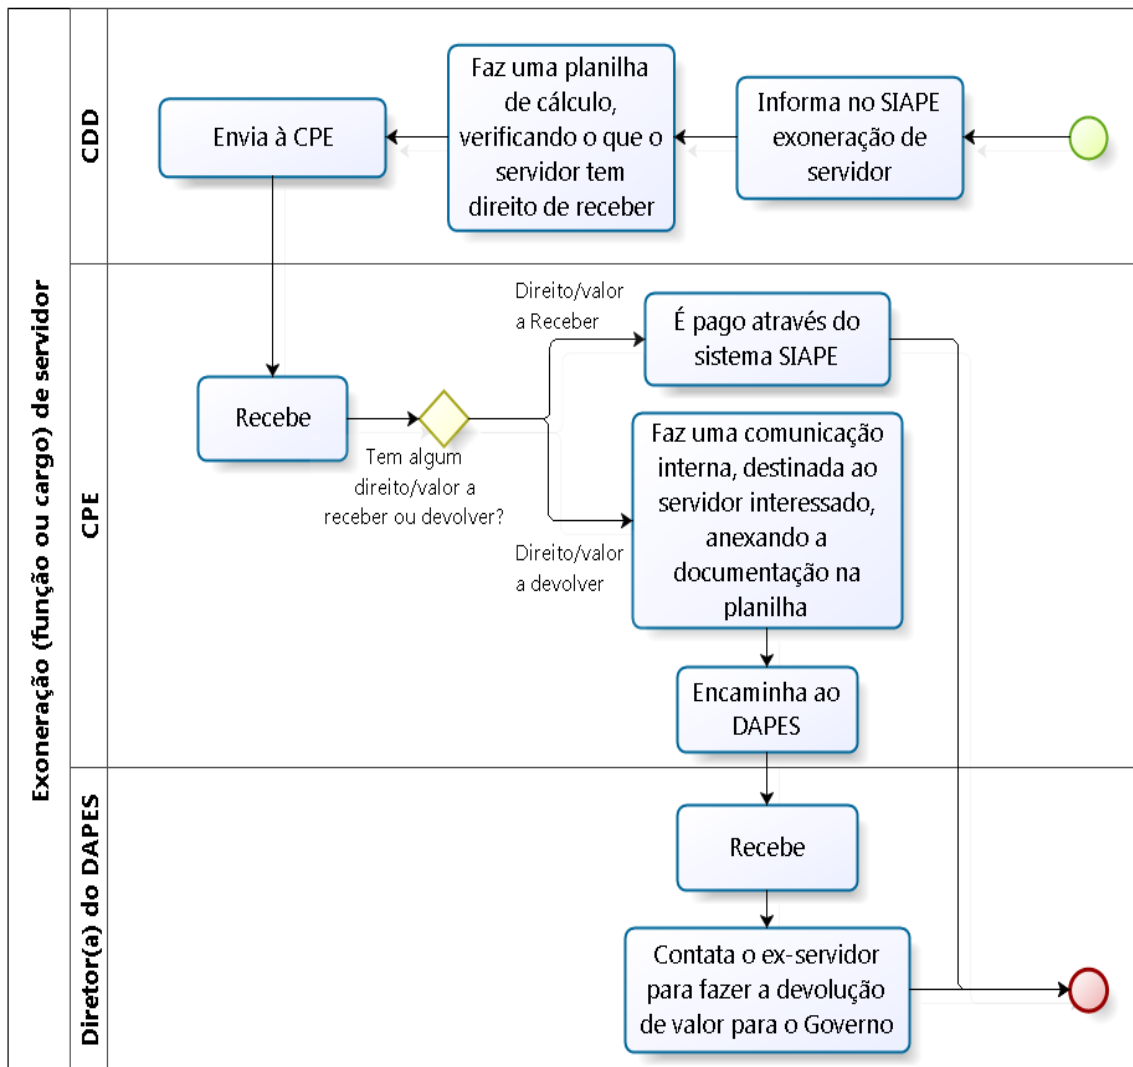 Exoneração (função ou cargo) de servidor
CDD
Informa no SIAPE
exoneração de
servidor
Faz uma planilha
de cálculo,
verificando o que o
servidor tem
direito de receber
Envia à CPE
CPE
Recebe
Tem algum
direito/valor a
receber ou devolver?
Direito/valor
a Receber
É pago através do
sistema SIAPE
Direito/valor
a devolver
Faz uma comunicação
interna, destinada ao
servidor interessado,
anexando a
documentação na
planilha
Encaminha ao
DAPES
Diretor(a) do DAPES
Recebe
Contata o ex-servidor
para fazer a devolução
de valor para o Governo